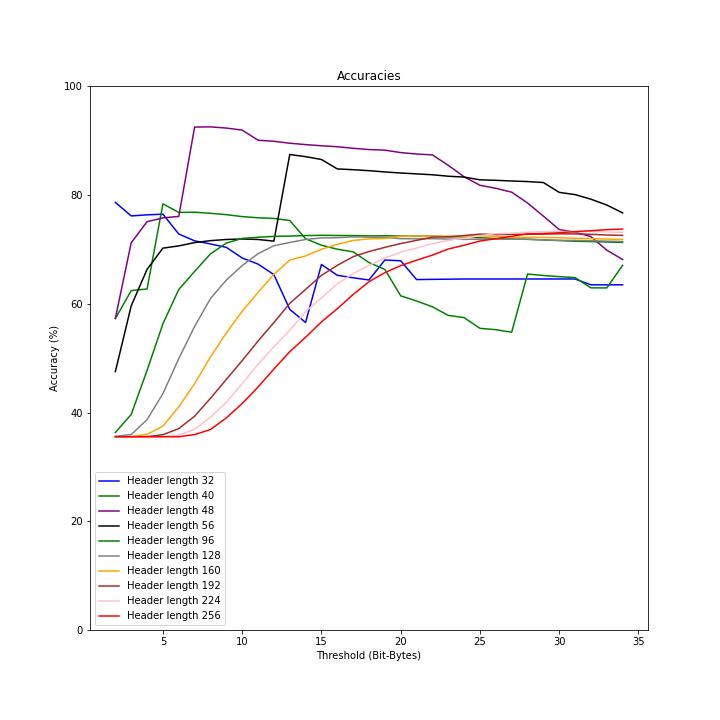 Accuracies
100
80
60
40
20
0
Accuracy (%)
Header length 32
Header length 40
Header length 48
Header length 56
Header length 96
Header length 128
Header length 160
Header length 192
Header length 224
Header length 256
5 10 15 20 25 30 35
Threshold (Bit-Bytes)